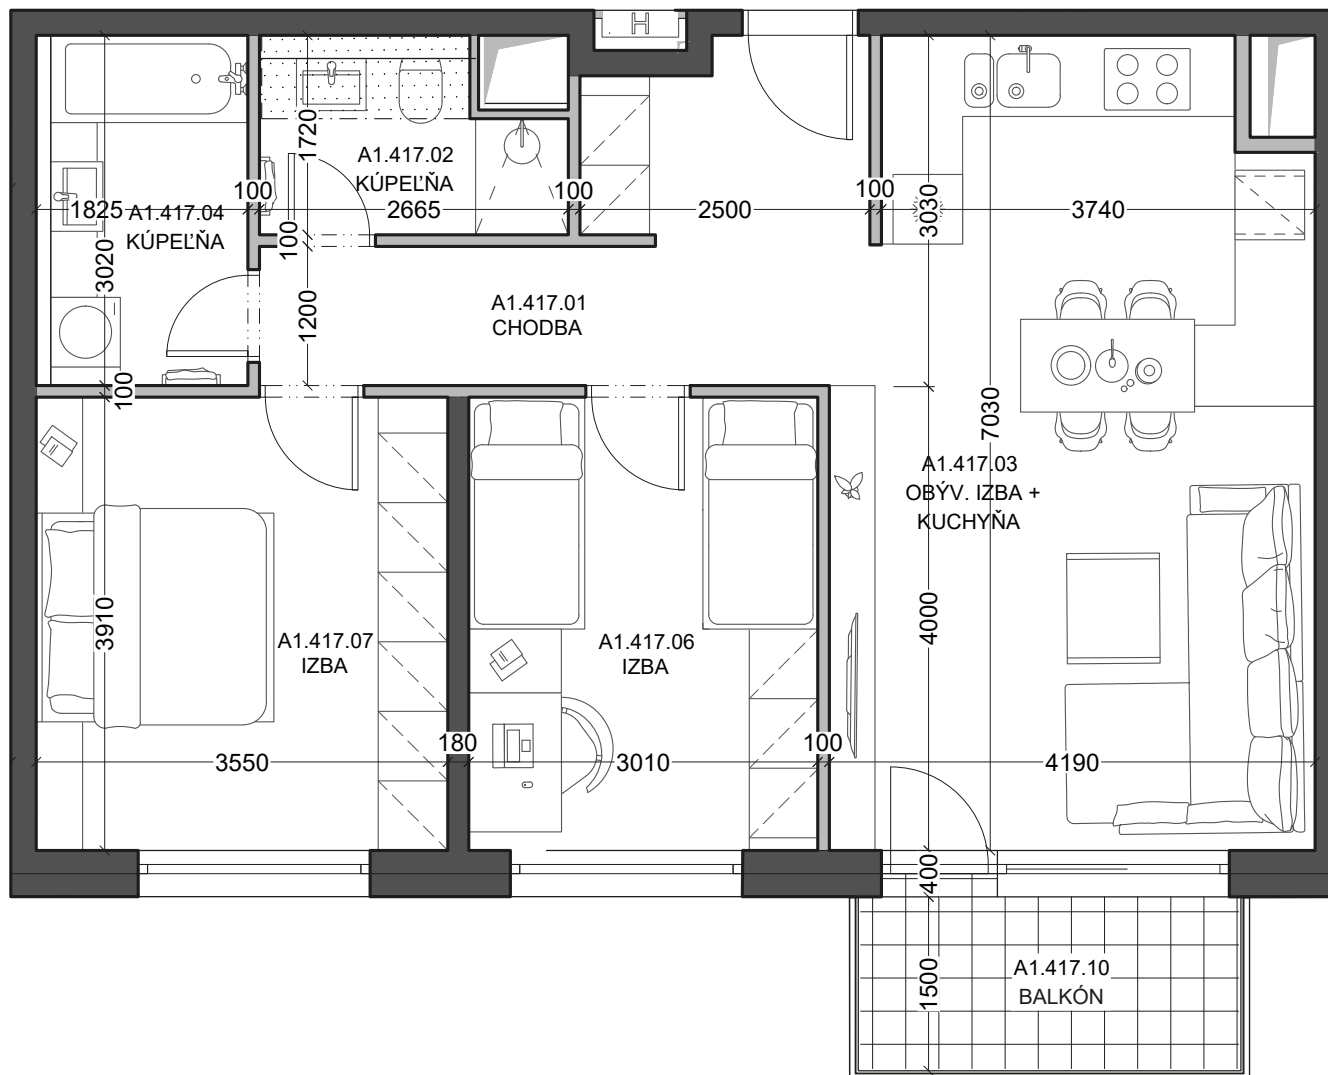 H
1720
A1.417.02
KÚPEĽŇA
100
2665
100
2500
100
3030
3740
1825
A1.417.04
KÚPEĽŇA
3020
100
1200
A1.417.01
CHODBA
100
7030
A1.417.03
OBÝV. IZBA +
KUCHYŇA
3910
A1.417.07
IZBA
A1.417.06
IZBA
4000
3550
180
3010
100
4190
400
1500
A1.417.10
BALKÓN